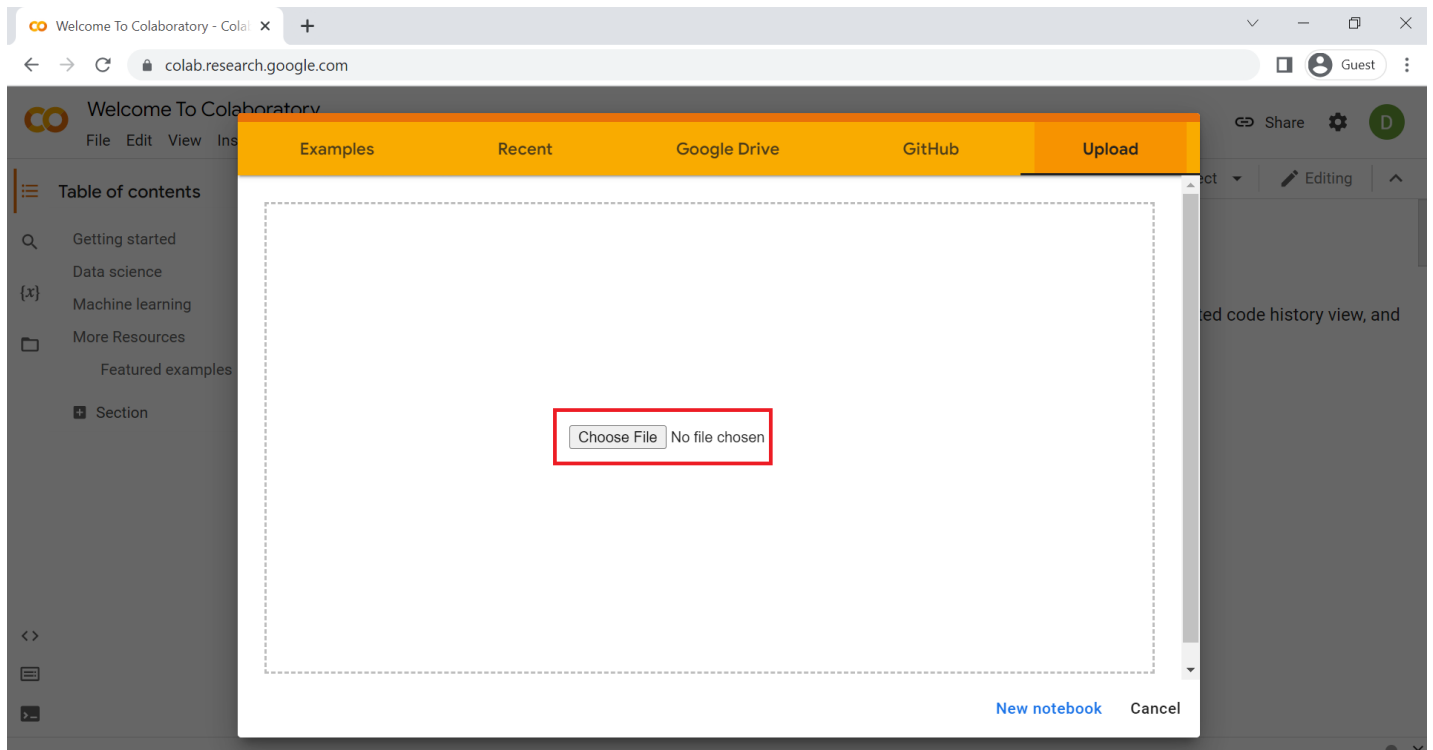 Welcome To Colaboratory - Cola
colab.research.google.com
Guest
Welcome To Colaboratory
File Edit View Ins
Share
D
Examples Recent Google Drive GitHub Upload
ect
Editing
Table of contents
Getting started
Data science
{x}
Machine learning
ted code history view, and
More Resources
Featured examples
Section
Choose File No file chosen
New notebook Cancel